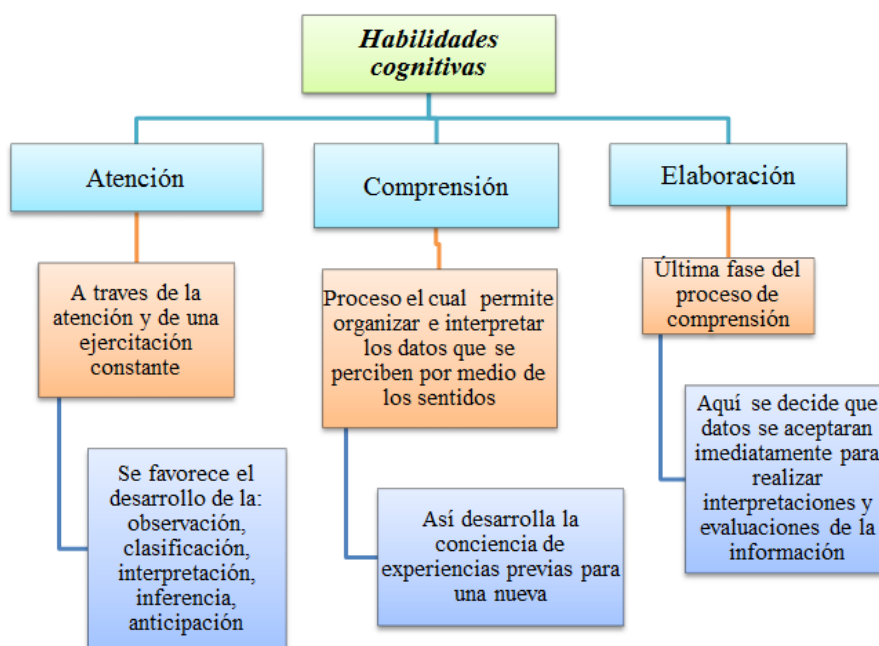 Habilidades
cognitivas
Atención
Comprensión
Elaboración
A traves de la
atención y de una
ejercitación
constante
Proceso el cual permite
organizar e interpretar
los datos que se
perciben por medio de
los sentidos
Última fase del
proceso de
comprensión
Se favorece el
desarrollo de la:
observación,
clasificación,
interpretación,
inferencia,
anticipación
Así desarrolla la
conciencia de
experiencias previas para
una nueva
Aquí se decide que
datos se aceptaran
imediatamente para
realizar
interpretaciones y
evaluaciones de la
información